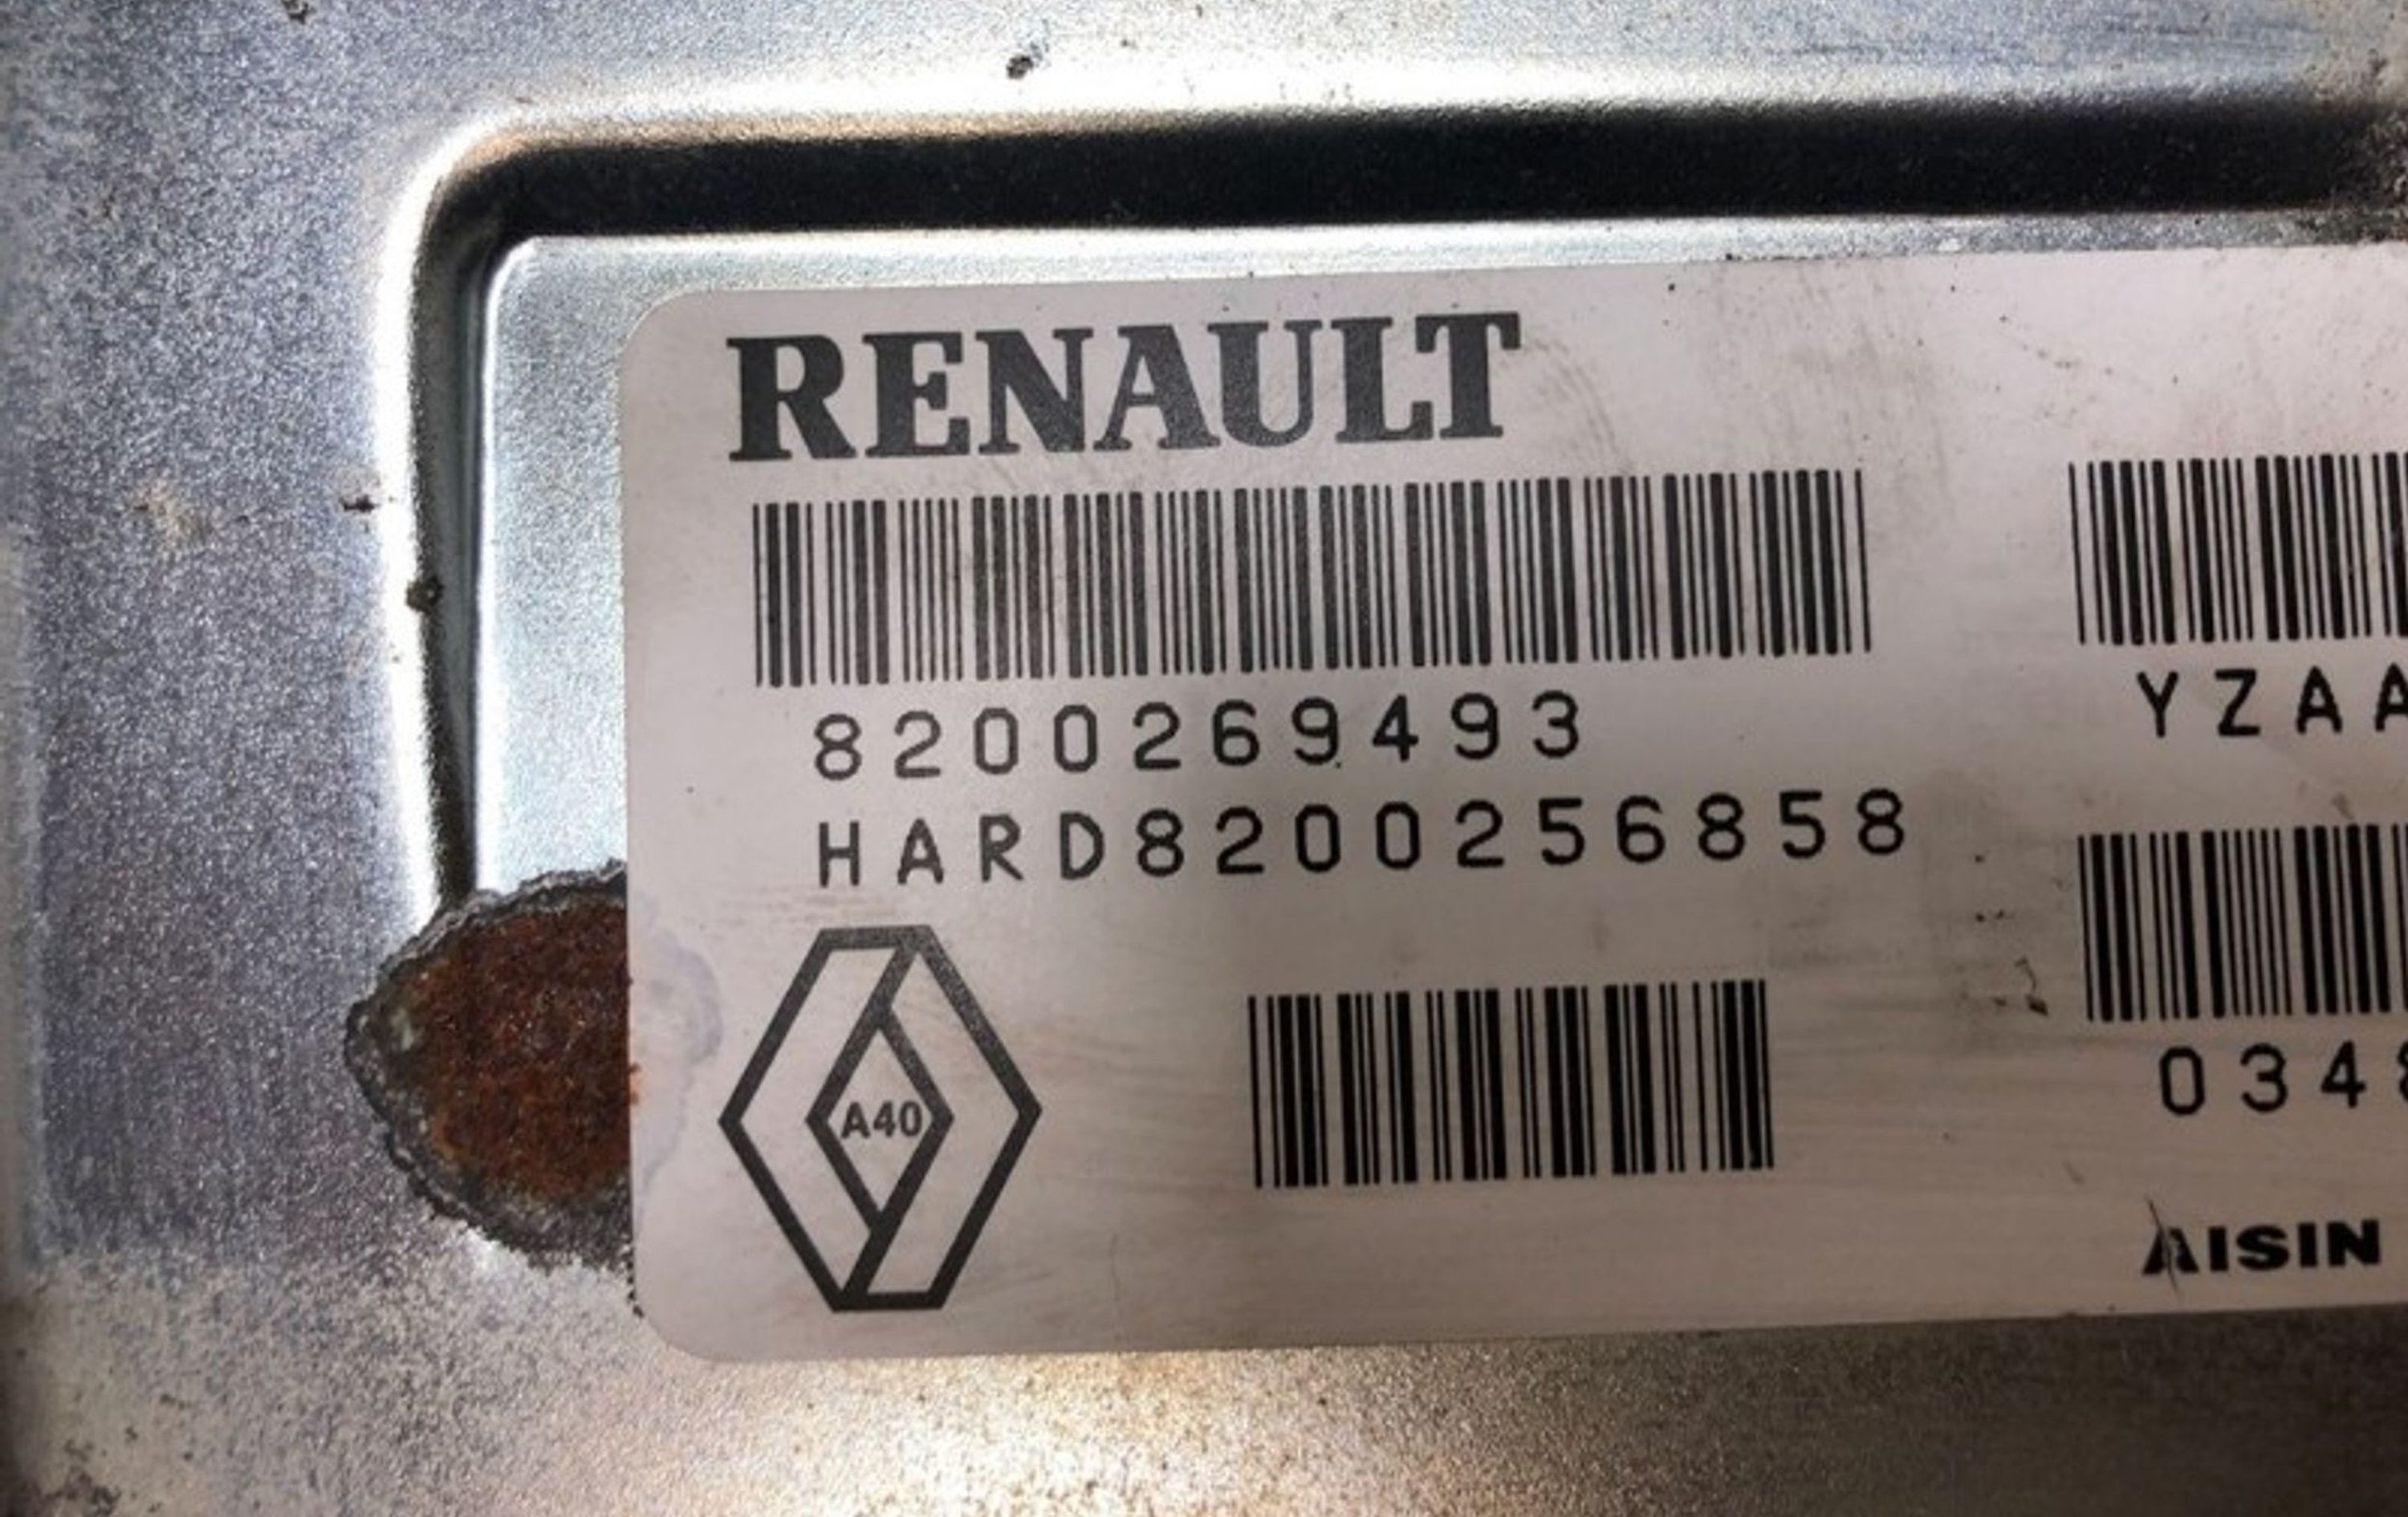 RENAULT
8200269493
HARD8200256858
A40
YZAA
034
AISIN